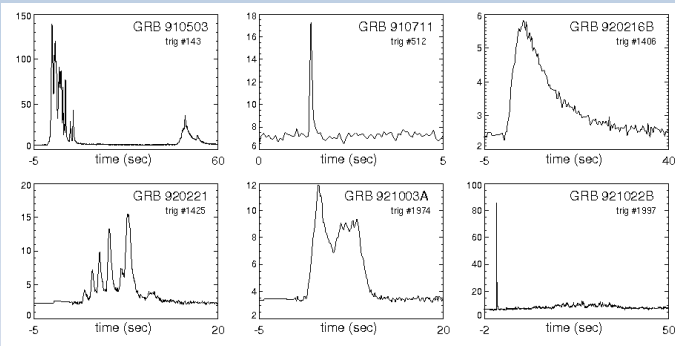 150
100
50
0
GRB 910503
trig #143
-5 time (sec) 60
18
16
14
12
10
8
6
GRB 910711
trig #512
0 time (sec) 5
6
5
4
3
2
GRB 920216B
trig #1406
-5 time (sec) 40
20
15
10
5
0
GRB 920221
trig #1425
-5 time (sec) 20
12
10
8
6
4
2
GRB 921003A
trig #1974
-5 time (sec) 20
100
80
60
40
20
0
GRB 921022B
trig #1997
-2 time (sec) 50